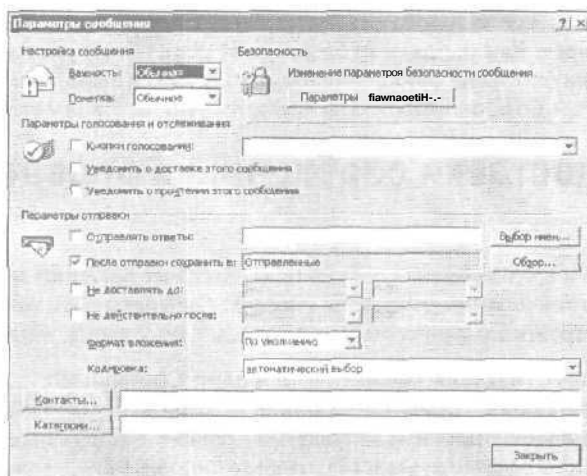 Параметры сообщения
Настройка сообщения
Безопасность
Важность: Обычная
Изменение параметров безопасности сообщения
Пометка: Обычное
Параметры fiawnaoetiH-.-
Параметры голосования и отслеживания
Кнопки голосования:
Уведомить о доставке этого сообщения
Уведомить о прочтении этого сообщения
Параметры отправки
Отправлять ответы:
Выбор имен...
После отправки сохранить в: Отправленные
Обзор...
Не доставлять до:
Не действительно после:
Формат вложения: По умолчанию
Кодировка: автоматический выбор
Контакты...
Категории...
Закрыть